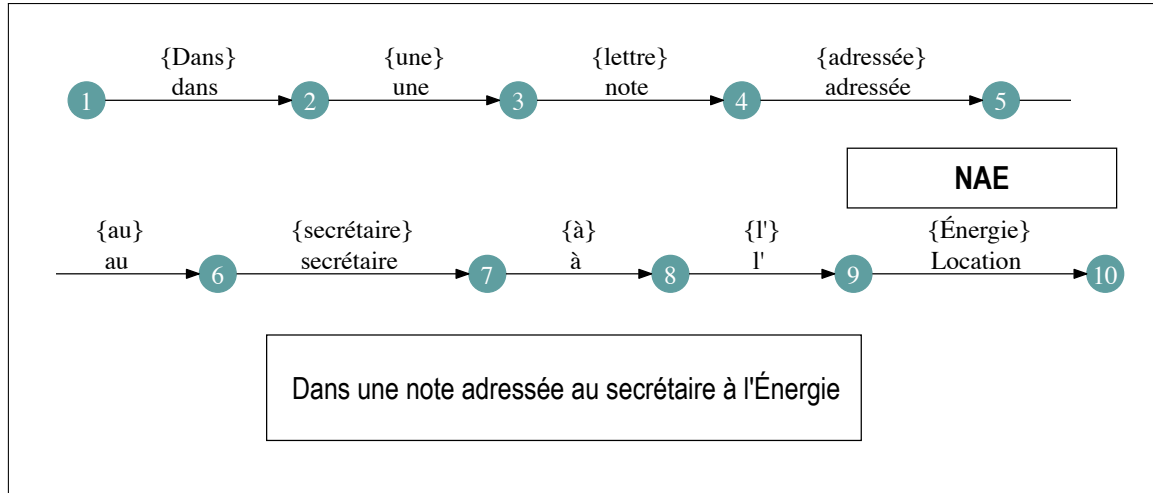 {Dans} {une} {lettre} {adressée}
dans une note adressée
1 2 3 4 5
NAE
{au} {secrétaire} {à} {l'} {Énergie}
au secrétaire à l' Location
6 7 8 9 10
Dans une note adressée au secrétaire à l'Énergie